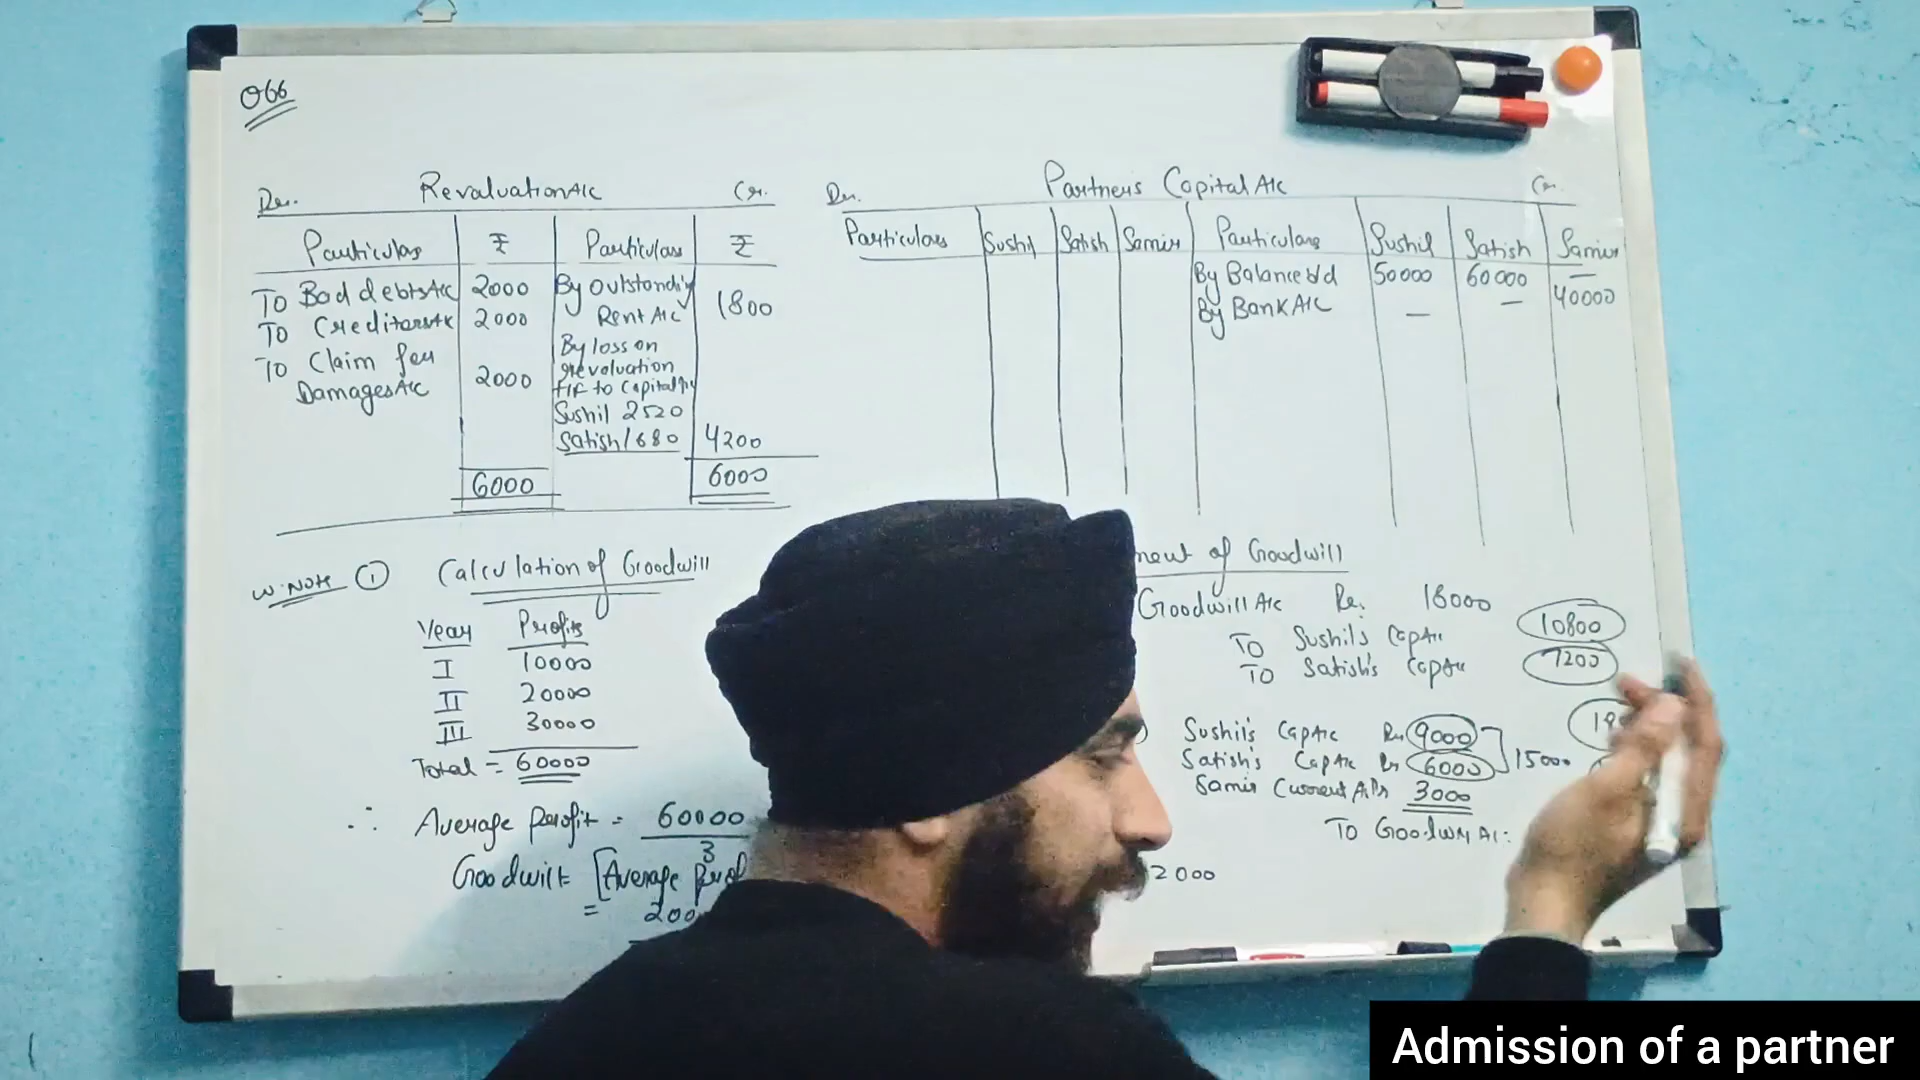 Q66
Dr. Revaluation A/c Cr.
Particulars ₹ Particulars ₹
To Bad debts A/c 2000 By Outstanding
Rent A/c 1800
To Creditors A/c 2000
To Claim for
Damages A/c 2000
By loss on
revaluation
t/f to Capital A/c
Sushil 2520
Satish 1680 4200
6000 6000
Dr. Partner's Capital A/c Cr.
Particulars Sushil Satish Samir Particulars Sushil Satish Samir
By Balance b/d 50000 60000 —
By Bank A/c — — 40000
W. Note ① Calculation of Goodwill
Year Profits
I 10000
II 20000
III 30000
Total = 60000
∴ Average profit = 60000
3
Goodwill = [Average
= 200
ment of Goodwill
Goodwill A/c Dr. 18000
To Sushil's Cap A/c 10800
To Satish's Cap A/c 7200
Sushil's Cap A/c Dr 9000
Satish's Cap A/c Dr 6000 15000
Samir Current A/c Dr 3000
To Goodwill A/c
2000
Admission of a partner